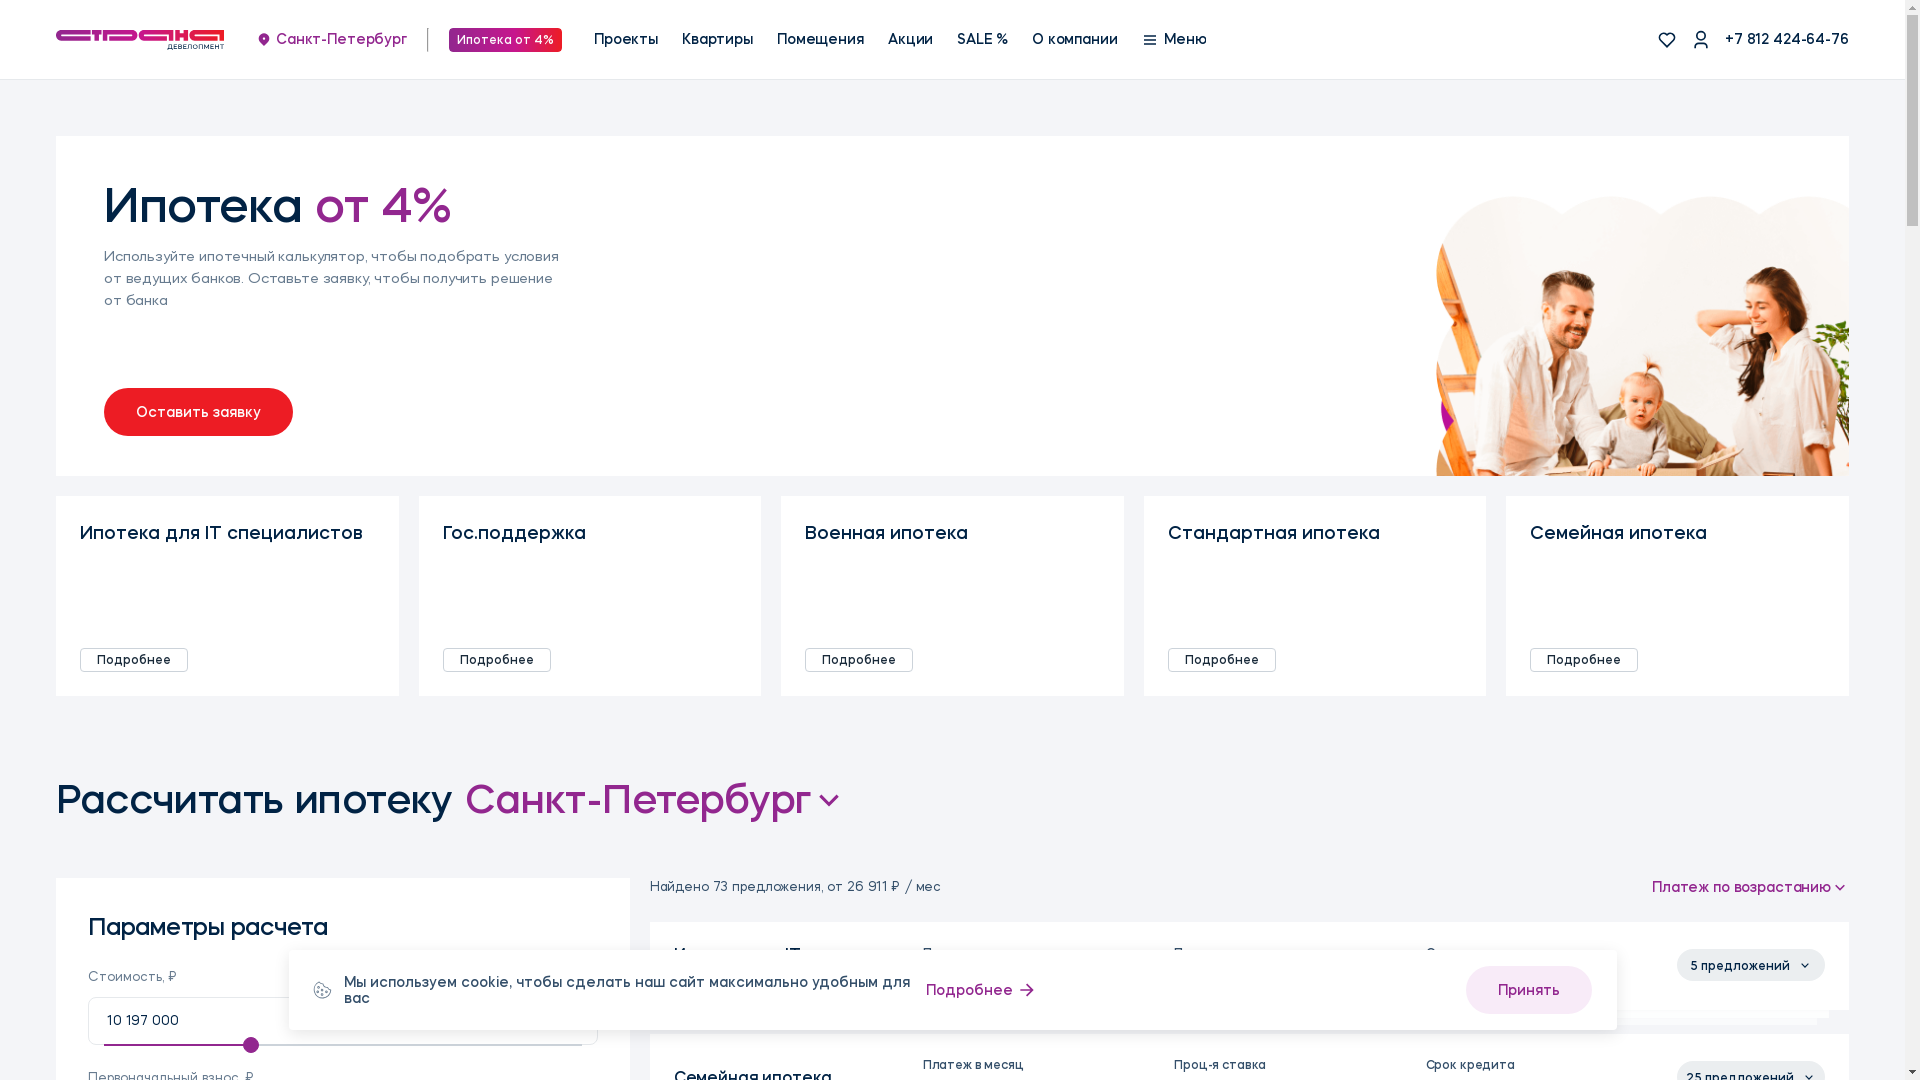 страна
ДЕВЕЛОПМЕНТ
Санкт-Петербург
Ипотека от 4%
Проекты
Квартиры
Помещения
Акции
SALE %
О компании
Меню
+7 812 424-64-76
Ипотека от 4%
Используйте ипотечный калькулятор, чтобы подобрать условия
от ведущих банков. Оставьте заявку, чтобы получить решение
от банка
Оставить заявку
Ипотека для IT специалистов
Подробнее
Гос.поддержка
Подробнее
Военная ипотека
Подробнее
Стандартная ипотека
Подробнее
Семейная ипотека
Подробнее
Рассчитать ипотеку Санкт-Петербург
Параметры расчета
Стоимость, ₽
10 197 000
Первоначальный взнос, ₽
Найдено 73 предложения, от 26 911 ₽ / мес
Платеж по возрастанию
5 предложений
Мы используем cookie, чтобы сделать наш сайт максимально удобным для
вас
Подробнее
Принять
Семейная ипотека
Платеж в месяц
Проц-я ставка
Срок кредита
25 предложений